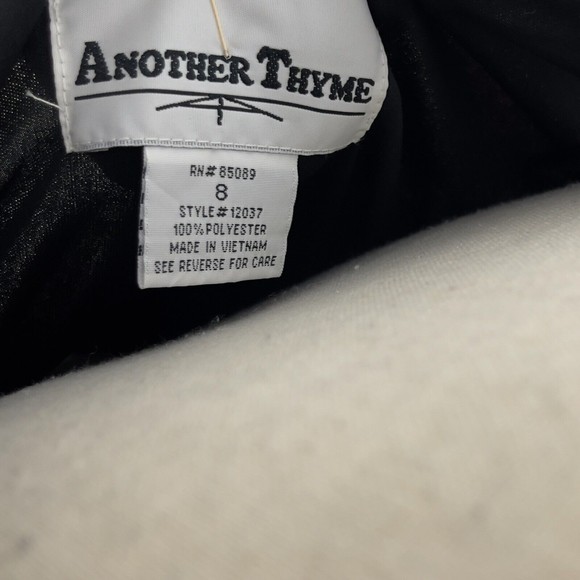 ANOTHER THYME
RN# 85089
8
STYLE# 12037
100% POLYESTER
MADE IN VIETNAM
SEE REVERSE FOR CARE